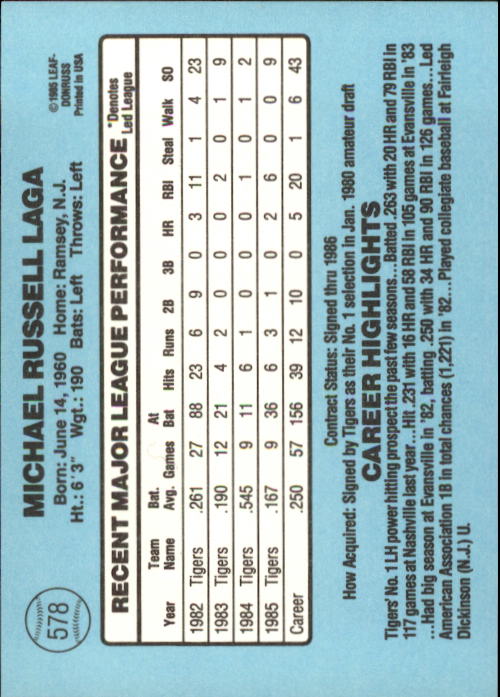 578
MICHAEL RUSSELL LAGA
Born: June 14, 1960 Home: Ramsey, N.J.
Ht.: 6'3" Wgt.: 190 Bats: Left Throws: Left
© 1985 LEAF-
DONRUSS
Printed in USA
RECENT MAJOR LEAGUE PERFORMANCE
*Denotes
Led League
Year Team Name Bat. Avg. Games At Bat Hits Runs 2B 3B HR RBI Steal Walk SO
1982 Tigers .261 27 88 23 6 9 0 3 11 1 4 23
1983 Tigers .190 12 21 4 2 0 0 0 2 0 1 9
1984 Tigers .545 9 11 6 1 0 0 0 1 0 1 2
1985 Tigers .167 9 36 6 3 1 0 2 6 0 0 9
Career .250 57 156 39 12 10 0 5 20 1 6 43
Contract Status: Signed thru 1986
How Acquired: Signed by Tigers as their No. 1 selection in Jan. 1980 amateur draft
CAREER HIGHLIGHTS
Tigers' No. 1 LH power hitting prospect the past few seasons...Batted .263 with 20 HR and 79 RBI in
117 games at Nashville last year...Hit .231 with 16 HR and 58 RBI in 105 games at Evansville in '83
...Had big season at Evansville in '82, batting .250 with 34 HR and 90 RBI in 126 games...Led
American Association 1B in total chances (1,221) in '82...Played collegiate baseball at Fairleigh
Dickinson (N.J.) U.